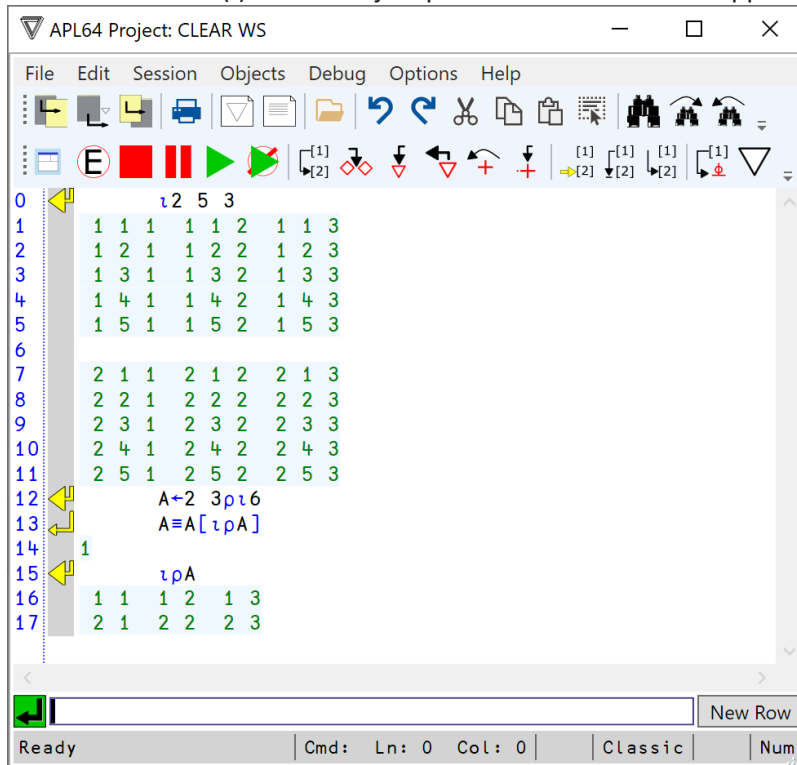 APL64 Project: CLEAR WS
File Edit Session Objects Debug Options Help
E [1] [2] [1] [2] [1] [2] [1] [2] [1]
0 ⍳2 5 3
1 1 1 1 1 1 2 1 1 3
2 1 2 1 1 2 2 1 2 3
3 1 3 1 1 3 2 1 3 3
4 1 4 1 1 4 2 1 4 3
5 1 5 1 1 5 2 1 5 3
6
7 2 1 1 2 1 2 2 1 3
8 2 2 1 2 2 2 2 2 3
9 2 3 1 2 3 2 2 3 3
10 2 4 1 2 4 2 2 4 3
11 2 5 1 2 5 2 2 5 3
12 A←2 3⍴⍳6
13 A≡A[⍳⍴A]
14 1
15 ⍳⍴A
16 1 1 1 2 1 3
17 2 1 2 2 2 3
New Row
Ready Cmd: Ln: 0 Col: 0 Classic Num